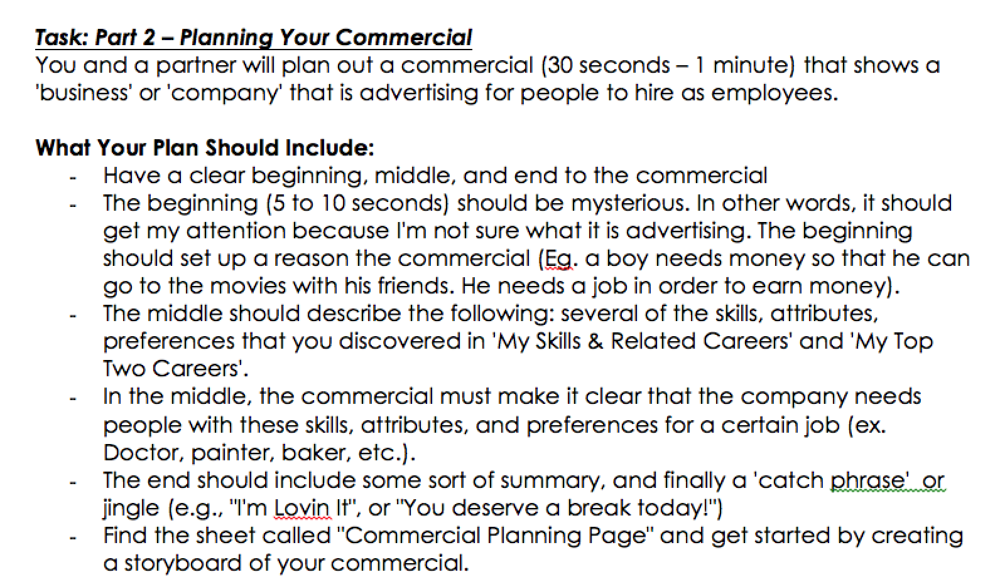 Task: Part 2 – Planning Your Commercial
You and a partner will plan out a commercial (30 seconds – 1 minute) that shows a
'business' or 'company' that is advertising for people to hire as employees.
What Your Plan Should Include:
- Have a clear beginning, middle, and end to the commercial
- The beginning (5 to 10 seconds) should be mysterious. In other words, it should
get my attention because I'm not sure what it is advertising. The beginning
should set up a reason the commercial (Eg. a boy needs money so that he can
go to the movies with his friends. He needs a job in order to earn money).
- The middle should describe the following: several of the skills, attributes,
preferences that you discovered in 'My Skills & Related Careers' and 'My Top
Two Careers'.
- In the middle, the commercial must make it clear that the company needs
people with these skills, attributes, and preferences for a certain job (ex.
Doctor, painter, baker, etc.).
- The end should include some sort of summary, and finally a 'catch phrase'  or
jingle (e.g., "I'm Lovin It", or "You deserve a break today!")
- Find the sheet called "Commercial Planning Page" and get started by creating
a storyboard of your commercial.